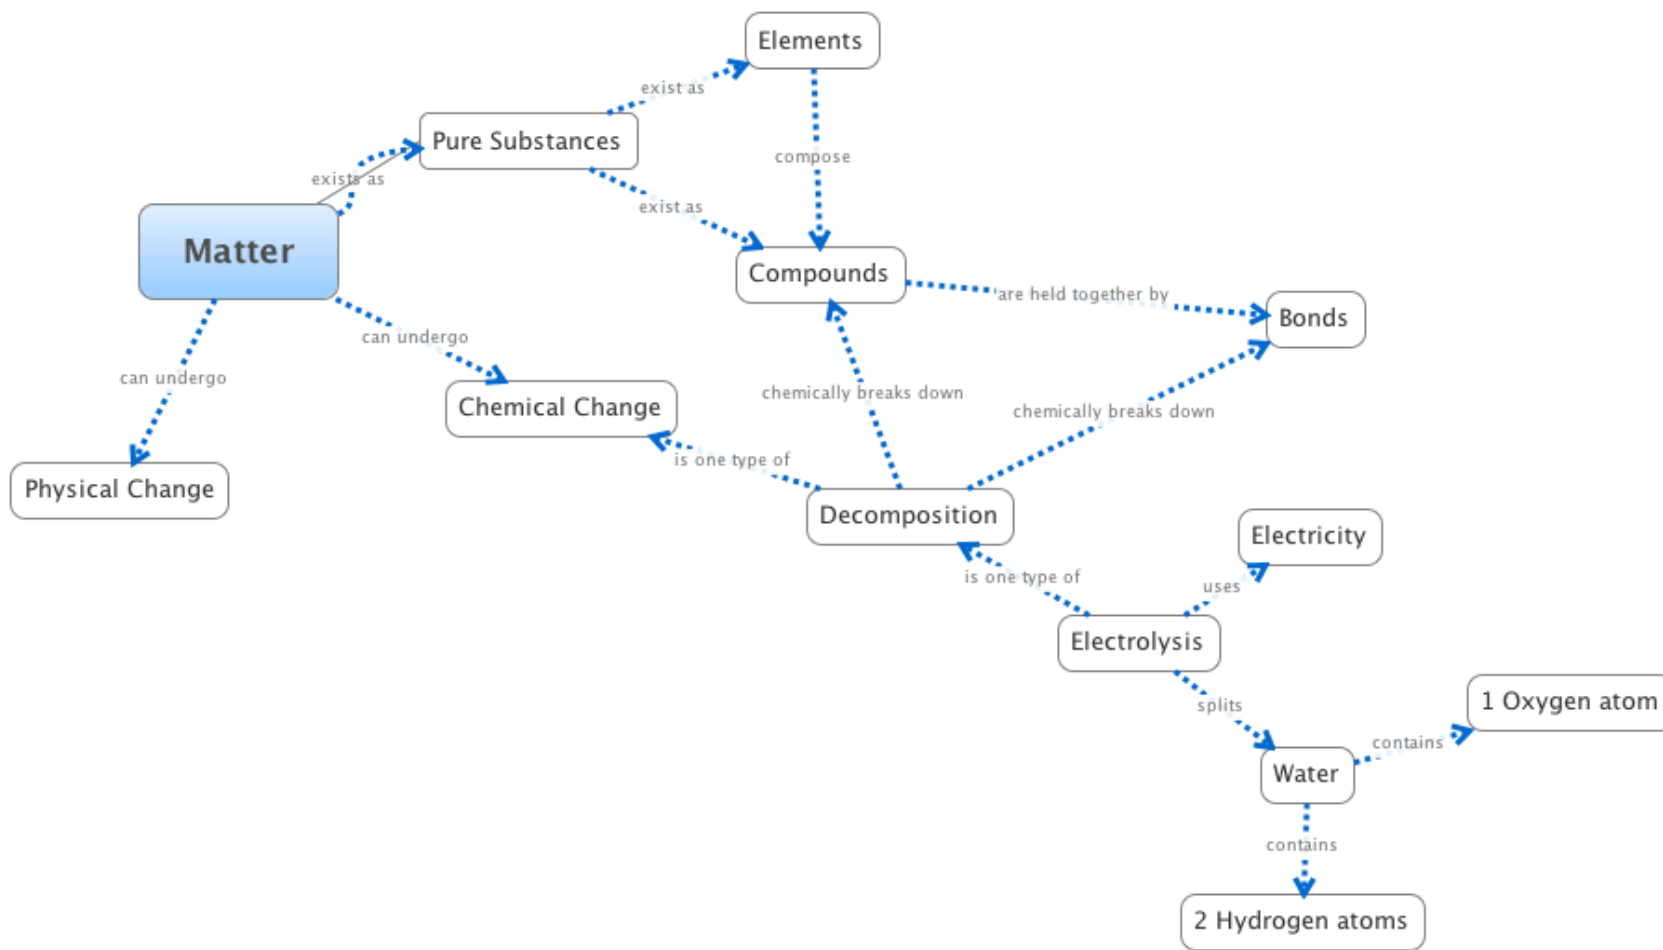 Elements
exist as
Pure Substances
compose
exists as
exist as
Matter
Compounds
are held together by
Bonds
can undergo
can undergo
chemically breaks down
Chemical Change
chemically breaks down
is one type of
Physical Change
Decomposition
Electricity
is one type of
uses
Electrolysis
splits
1 Oxygen atom
contains
Water
contains
2 Hydrogen atoms